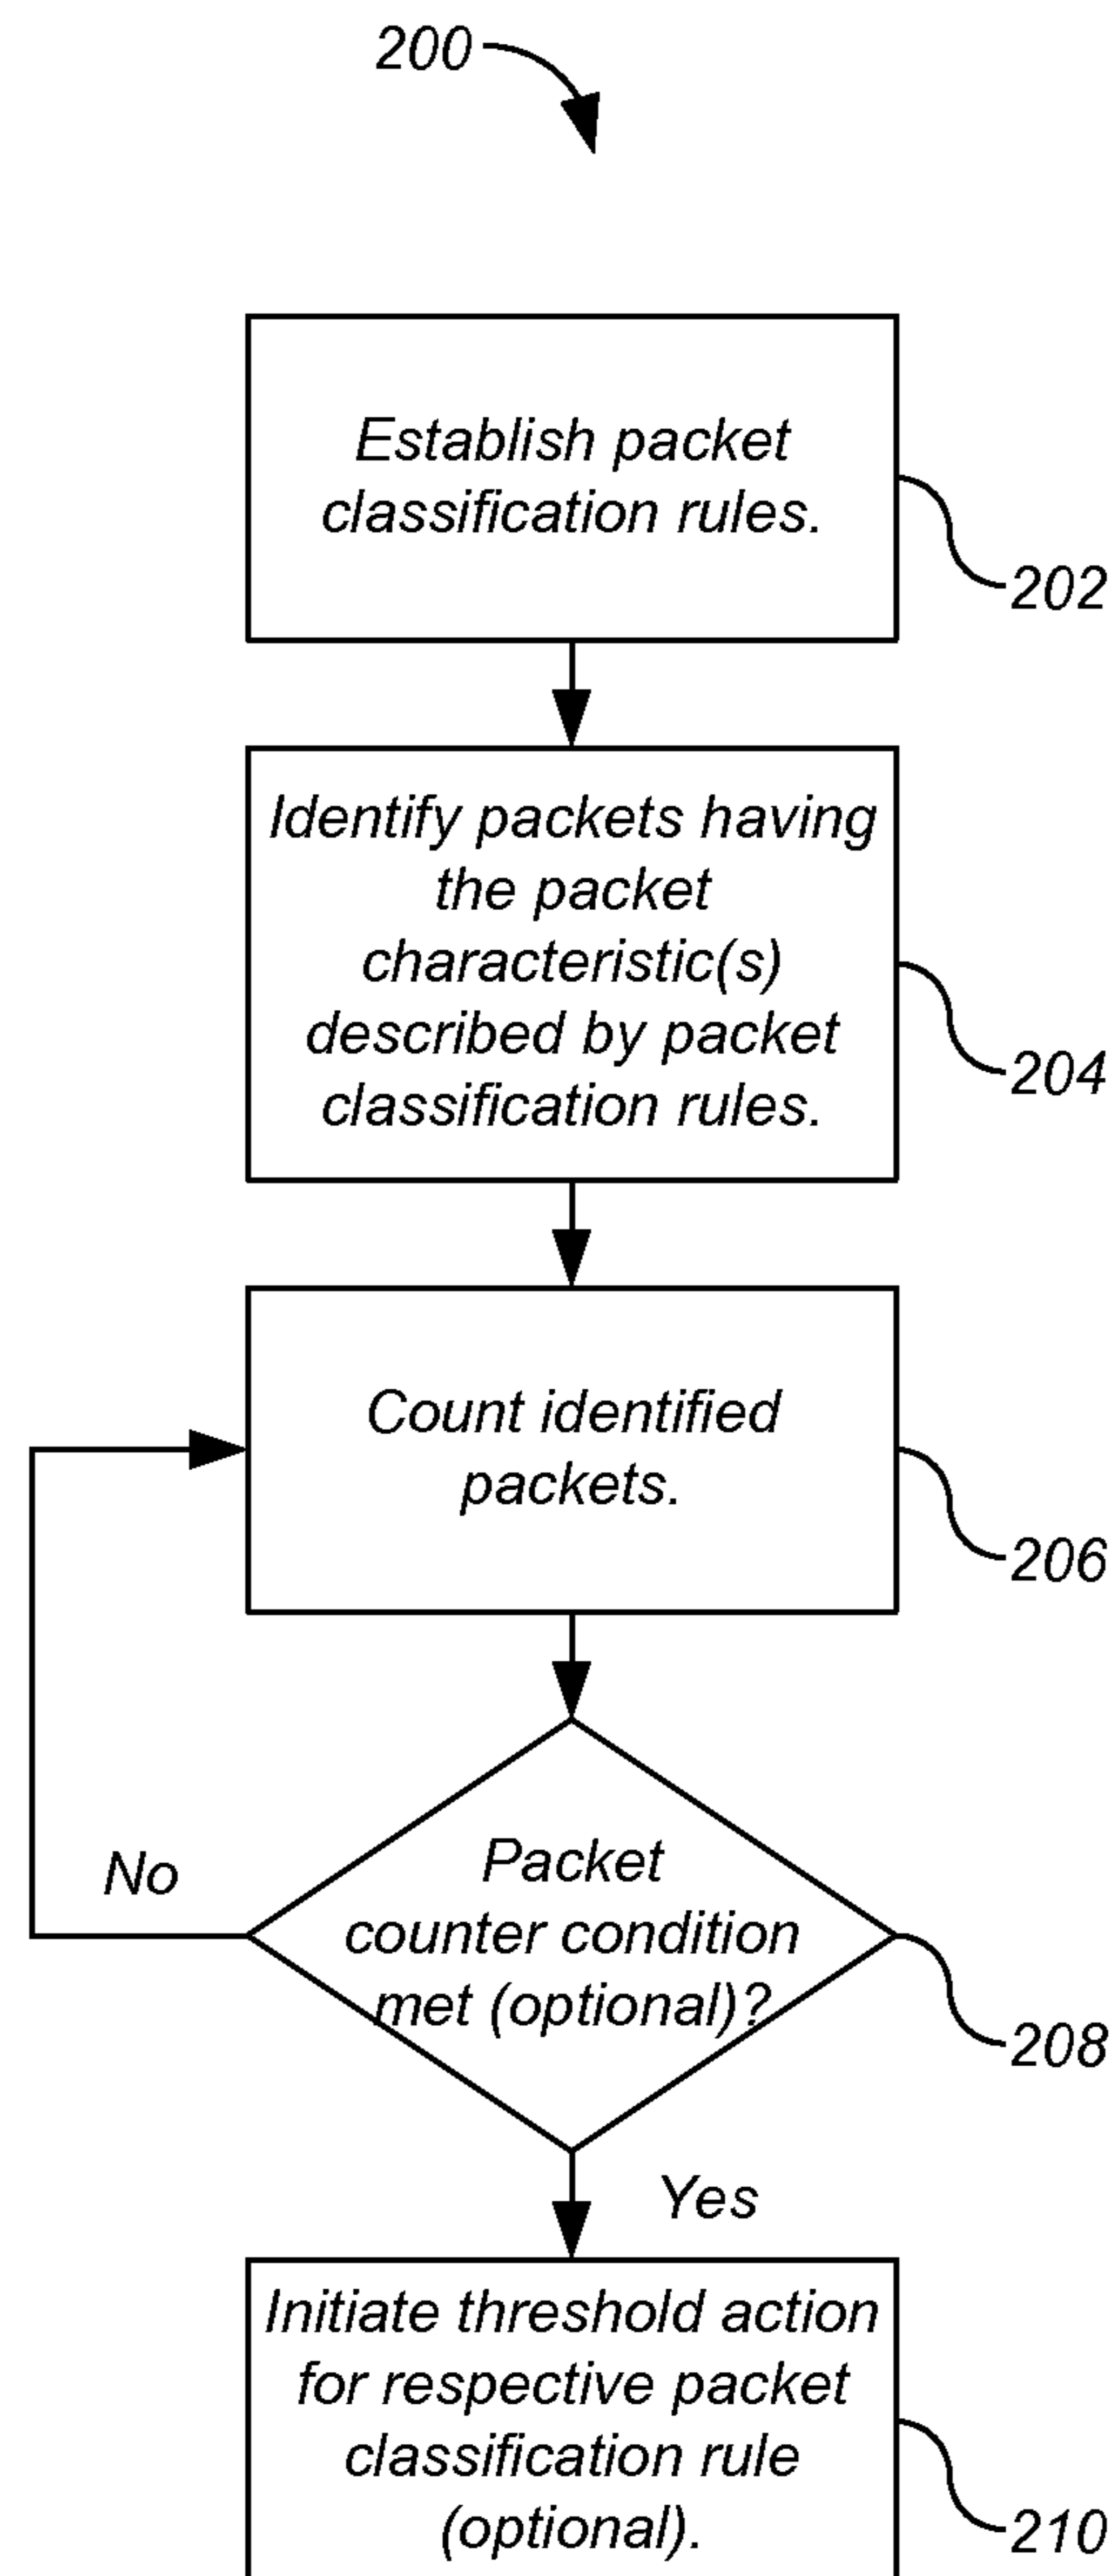 200
Establish packet
classification rules.
202
Identify packets having
the packet
characteristic(s)
described by packet
classification rules.
204
Count identified
packets.
206
No
Packet
counter condition
met (optional)?
208
Yes
Initiate threshold action
for respective packet
classification rule
(optional).
210